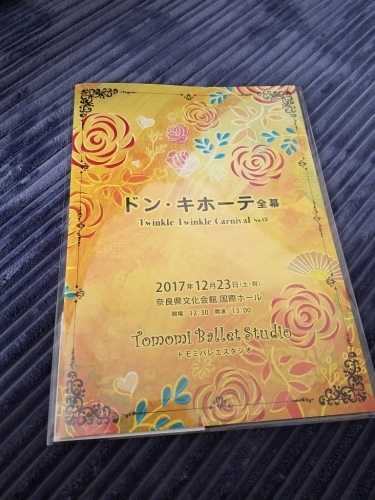 ドン・キホーテ全幕
Twinkle Twinkle Carnival No.13
2017年12月23日(土・祝)
奈良県文化会館 国際ホール
開場 12:30 開演 13:00
Tomomi Ballet Studio
トモミバレエスタジオ